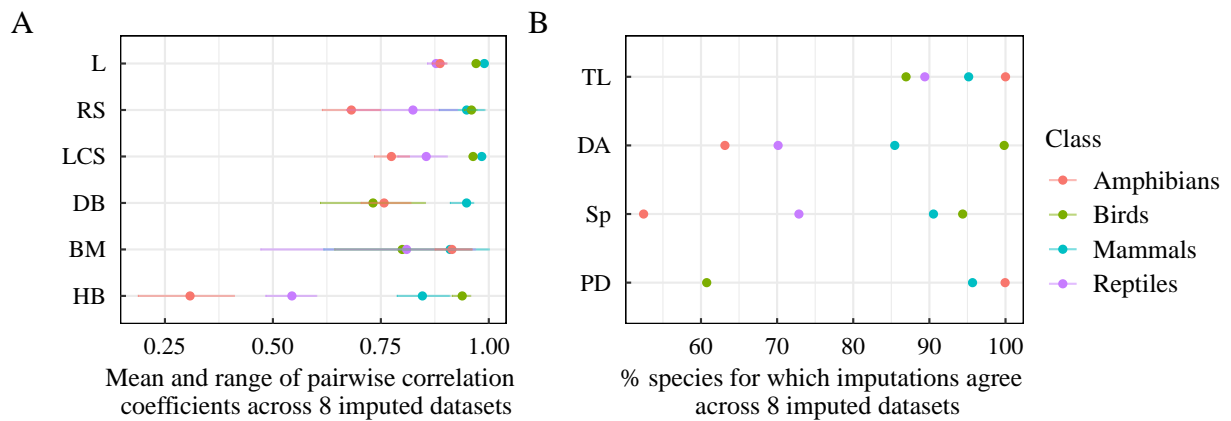 A
L
RS
LCS
DB
BM
HB
0.25 0.50 0.75 1.00
Mean and range of pairwise correlation
coefficients across 8 imputed datasets
B
TL
DA
Sp
PD
60 70 80 90 100
% species for which imputations agree
across 8 imputed datasets
Class
Amphibians
Birds
Mammals
Reptiles